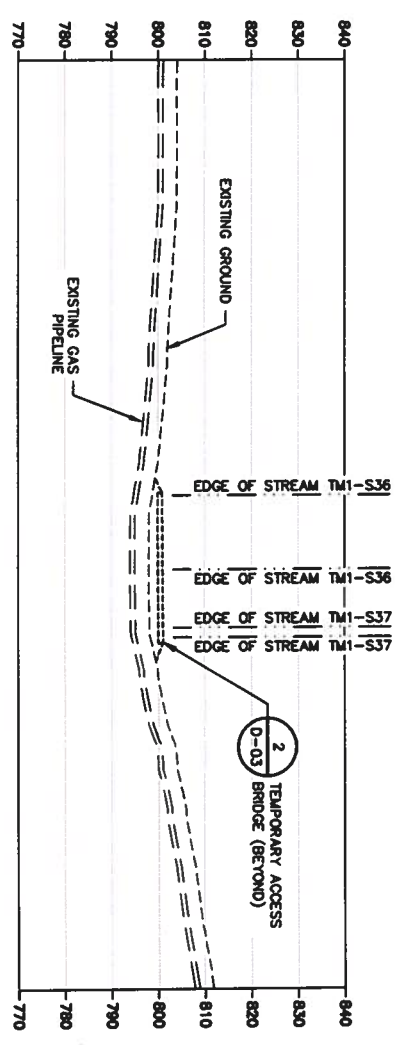 840
830
820
810
800
790
780
770
EXISTING GROUND
EXISTING GAS
PIPELINE
EDGE OF STREAM TM1-S36
EDGE OF STREAM TM1-S36
EDGE OF STREAM TM1-S37
EDGE OF STREAM TM1-S37
2
D-03
TEMPORARY ACCESS
BRIDGE (BEYOND)
840
830
820
810
800
790
780
770